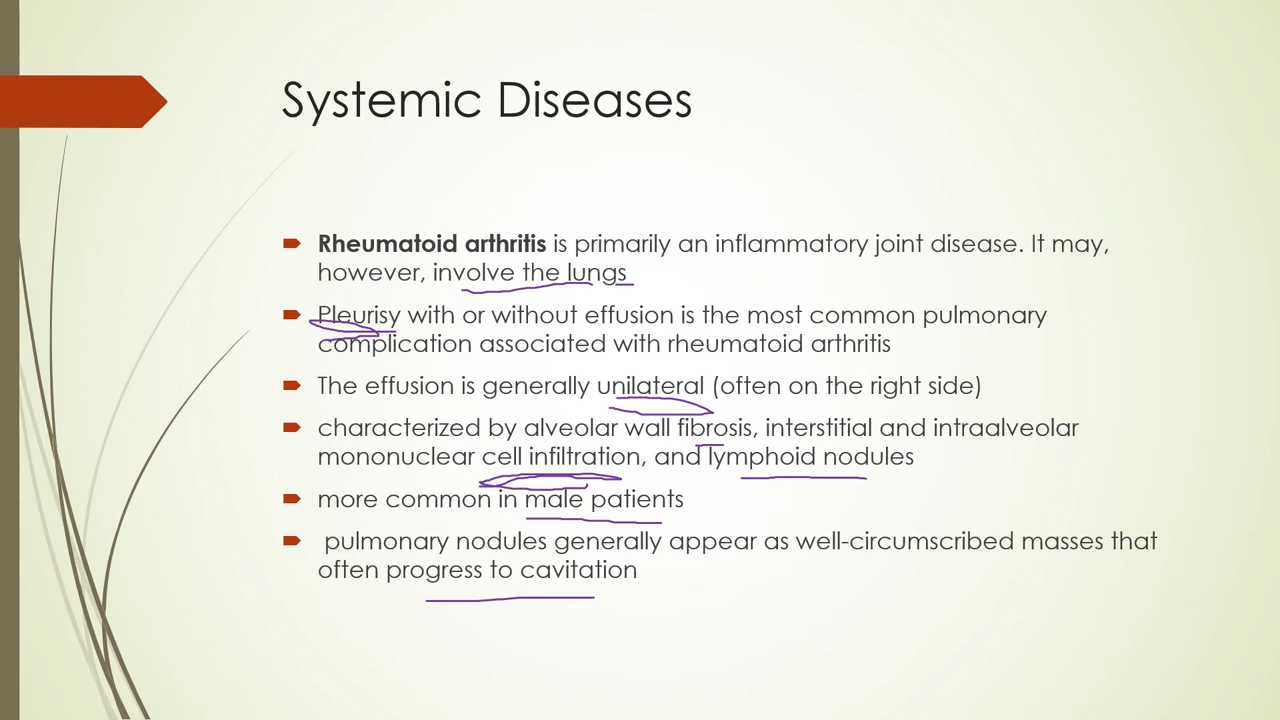 Systemic Diseases
Rheumatoid arthritis is primarily an inflammatory joint disease. It may,
however, involve the lungs
Pleurisy with or without effusion is the most common pulmonary
complication associated with rheumatoid arthritis
The effusion is generally unilateral (often on the right side)
characterized by alveolar wall fibrosis, interstitial and intraalveolar
mononuclear cell infiltration, and lymphoid nodules
more common in male patients
pulmonary nodules generally appear as well-circumscribed masses that
often progress to cavitation